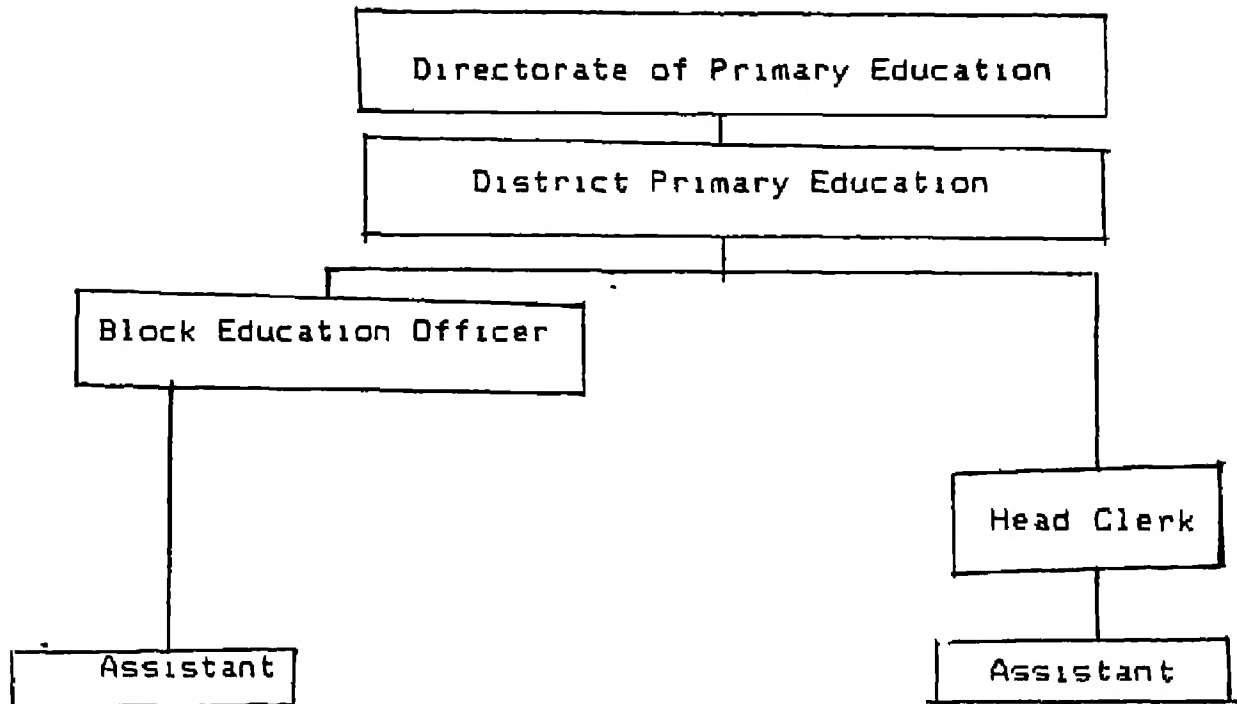 Directorate of Primary Education
District Primary Education
Block Education Officer
Head Clerk
Assistant
Assistant